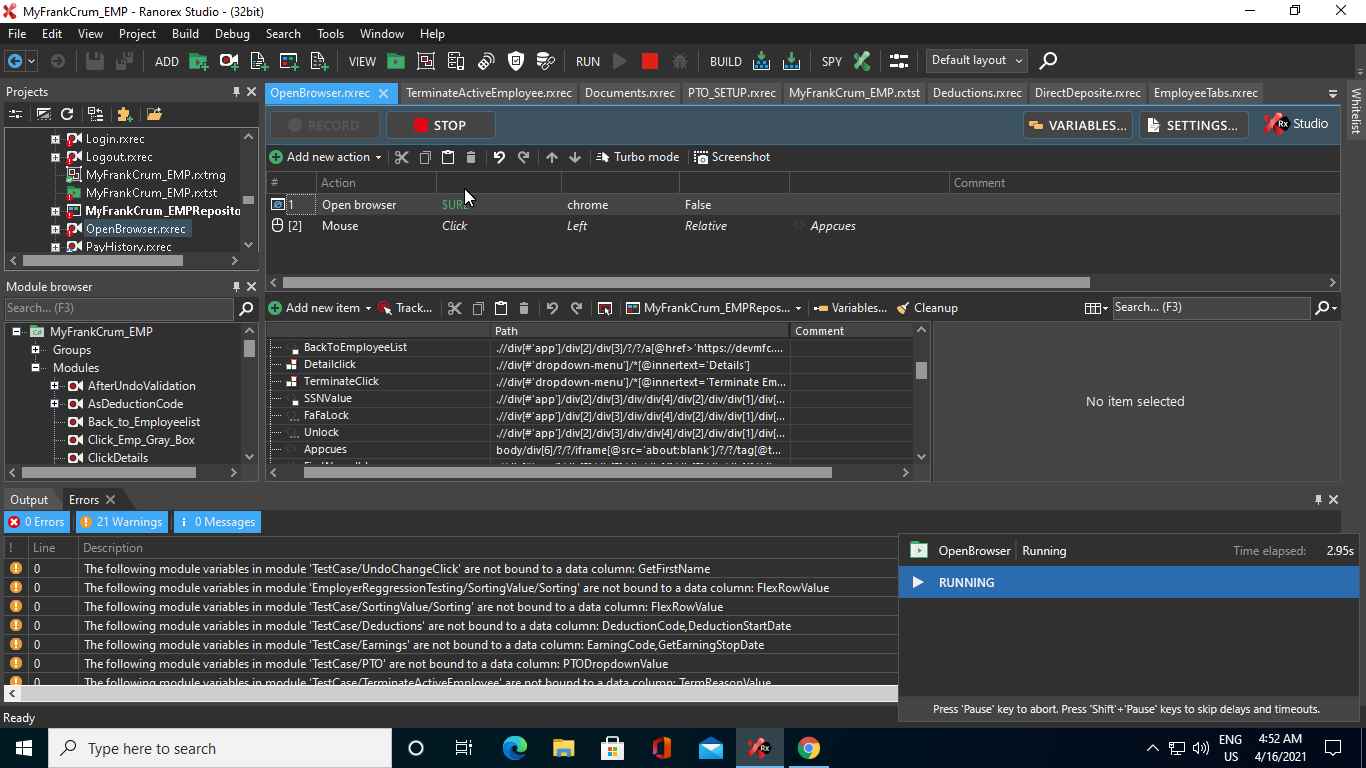 MyFrankCrum_EMP - Ranorex Studio - (32bit)
File Edit View Project Build Debug Search Tools Window Help
ADD VIEW RUN BUILD SPY Default layout
Projects
OpenBrowser.rxrec TerminateActiveEmployee.rxrec Documents.rxrec PTO_SETUP.rxrec MyFrankCrum_EMP.rxtst Deductions.rxrec DirectDeposite.rxrec EmployeeTabs.rxrec
Whitelist
RECORD STOP VARIABLES... SETTINGS... Rx Studio
Login.rxrec
Logout.rxrec
MyFrankCrum_EMP.rxtmg
MyFrankCrum_EMP.rxtst
MyFrankCrum_EMPReposito
OpenBrowser.rxrec
PayHistory.rxrec
Add new action Turbo mode Screenshot
# Action Comment
1 Open browser chrome False
[2] Mouse Click Left Relative Appcues
Module browser
Search... (F3)
MyFrankCrum_EMP
Groups
Modules
AfterUndoValidation
AsDeductionCode
Back_to_Employeelist
Click_Emp_Gray_Box
ClickDetails
Add new item Track... MyFrankCrum_EMPRepos... Variables... Cleanup Search... (F3)
Path Comment
BackToEmployeeList .//div[#'app']/div[2]/div[3]/?/?/a[@href>'https://devmfc....
Detailclick .//div[#'dropdown-menu']/*[@innertext='Details']
TerminateClick .//div[#'dropdown-menu']/*[@innertext='Terminate Em...
SSNValue .//div[#'app']/div[2]/div[3]/div/div[4]/div[2]/div/div[1]/div[...
FaFaLock .//div[#'app']/div[2]/div[3]/div/div[4]/div[2]/div/div[1]/div[...
Unlock .//div[#'app']/div[2]/div[3]/div/div[4]/div[2]/div/div[1]/div[...
Appcues body/div[6]/?/?/iframe[@src='about:blank']/?/?/tag[@t...
No item selected
Output Errors
0 Errors 21 Warnings 0 Messages
! Line Description
0 The following module variables in module 'TestCase/UndoChangeClick' are not bound to a data column: GetFirstName
0 The following module variables in module 'EmployerReggressionTesting/SortingValue/Sorting' are not bound to a data column: FlexRowValue
0 The following module variables in module 'TestCase/SortingValue/Sorting' are not bound to a data column: FlexRowValue
0 The following module variables in module 'TestCase/Deductions' are not bound to a data column: DeductionCode,DeductionStartDate
0 The following module variables in module 'TestCase/Earnings' are not bound to a data column: EarningCode,GetEarningStopDate
0 The following module variables in module 'TestCase/PTO' are not bound to a data column: PTODropdownValue
0 The following module variables in module 'TestCase/TerminateActiveEmployee' are not bound to a data column: TermReasonValue
OpenBrowser Running Time elapsed: 2.95s
RUNNING
Press 'Pause' key to abort. Press 'Shift'+'Pause' keys to skip delays and timeouts.
Ready
Type here to search
Rx
ENG
US
4:52 AM
4/16/2021